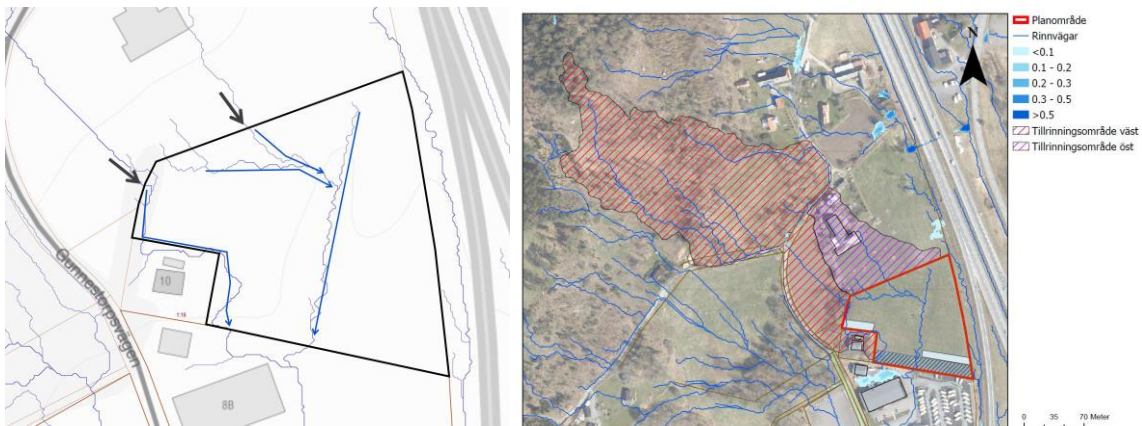 Gunnestorpsvägen
10
1:16
8B
N
Planområde
Rinnvägar
<0.1
0.1 - 0.2
0.2 - 0.3
0.3 - 0.5
>0.5
Tillrinningsområde väst
Tillrinningsområde öst
0 35 70 Meter